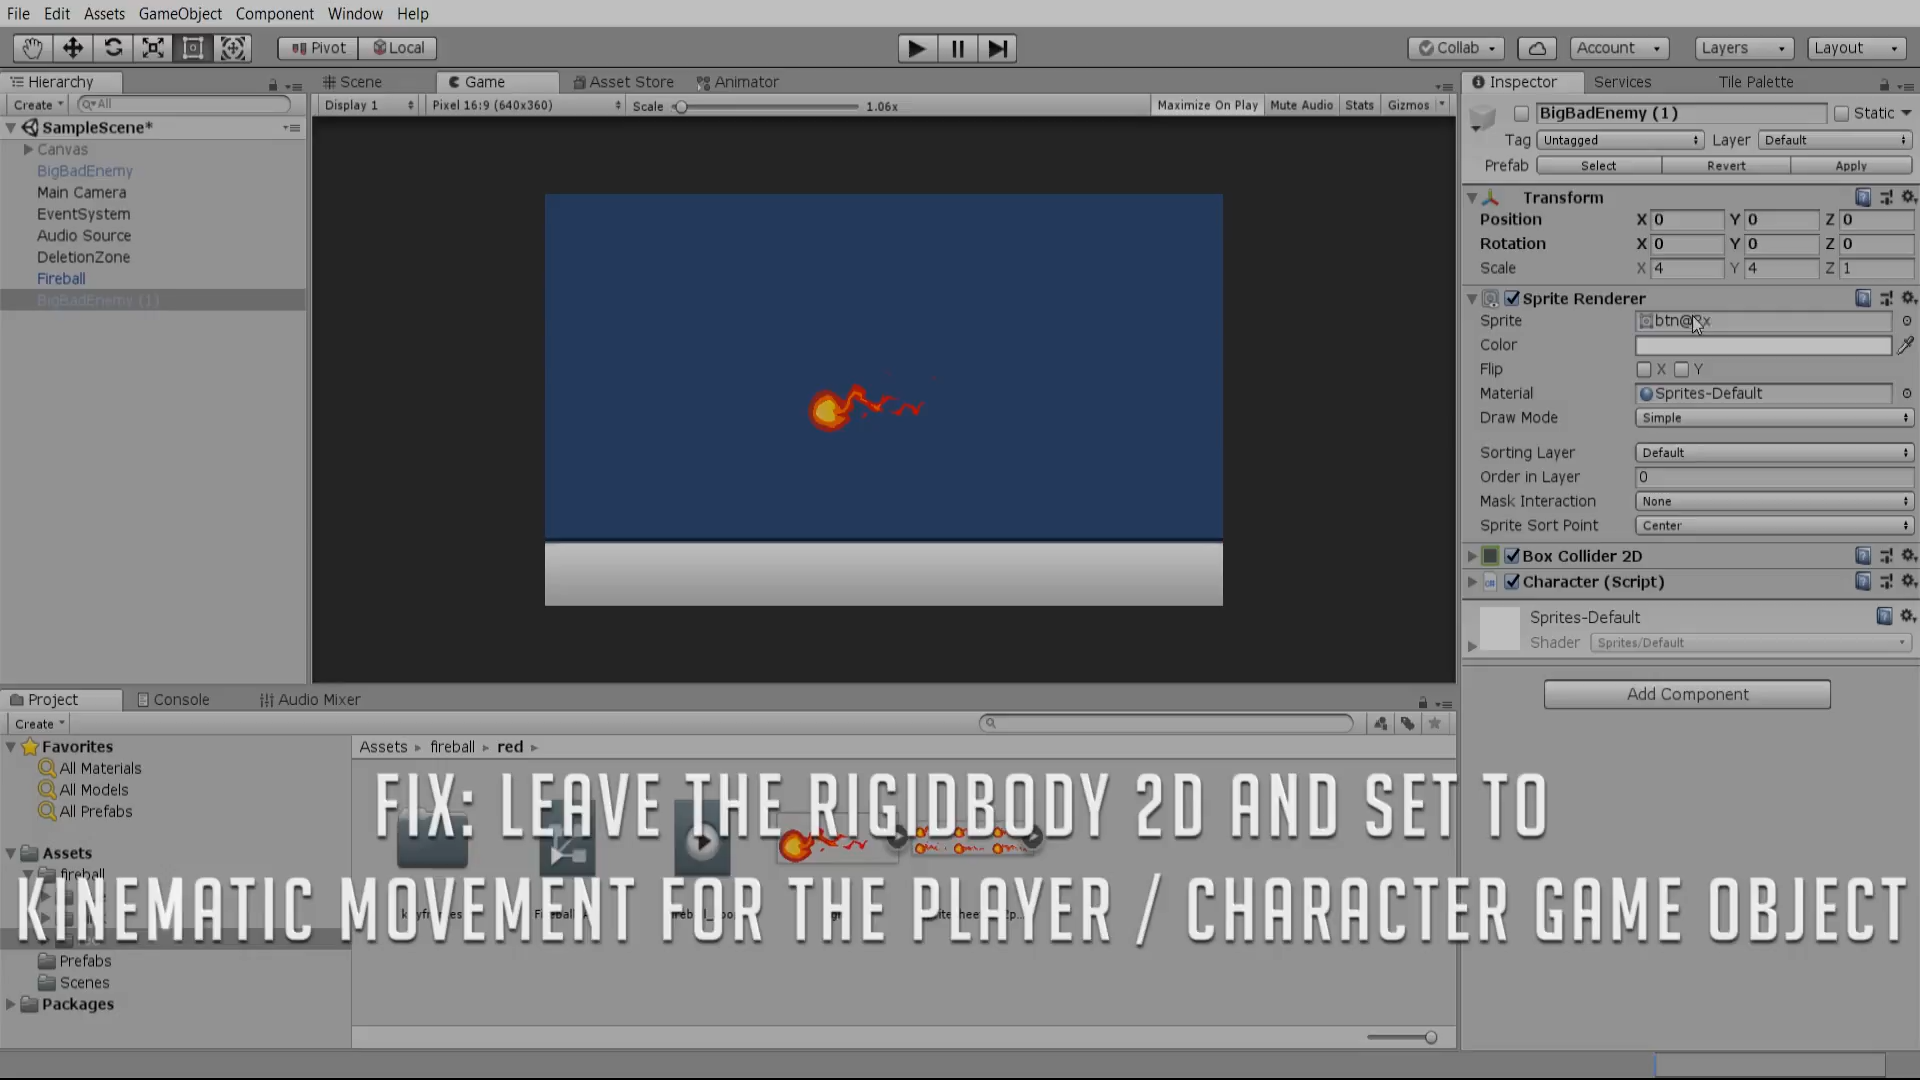 File Edit Assets GameObject Component Window Help
Pivot Local Collab Account Layers Layout
Hierarchy
Create All
SampleScene*
Canvas
BigBadEnemy
Main Camera
EventSystem
Audio Source
DeletionZone
Fireball
BigBadEnemy (1)
Scene Game Asset Store Animator
Display 1 Pixel 16:9 (640x360) Scale 1.06x Maximize On Play Mute Audio Stats Gizmos
Inspector Services Tile Palette
BigBadEnemy (1) Static
Tag Untagged Layer Default
Prefab Select Revert Apply
Transform
Position X 0 Y 0 Z 0
Rotation X 0 Y 0 Z 0
Scale X 4 Y 4 Z 1
Sprite Renderer
Sprite
Color
Flip X Y
Material Sprites-Default
Draw Mode Simple
Sorting Layer Default
Order in Layer 0
Mask Interaction None
Sprite Sort Point Center
Box Collider 2D
Character (Script)
Sprites-Default
Shader Sprites/Default
Add Component
Project Console Audio Mixer
Create
Favorites
All Materials
All Models
All Prefabs
Assets
fireball
Prefabs
Scenes
Packages
Assets fireball red
FIX: LEAVE THE RIGIDBODY 2D AND SET TO
KINEMATIC MOVEMENT FOR THE PLAYER / CHARACTER GAME OBJECT